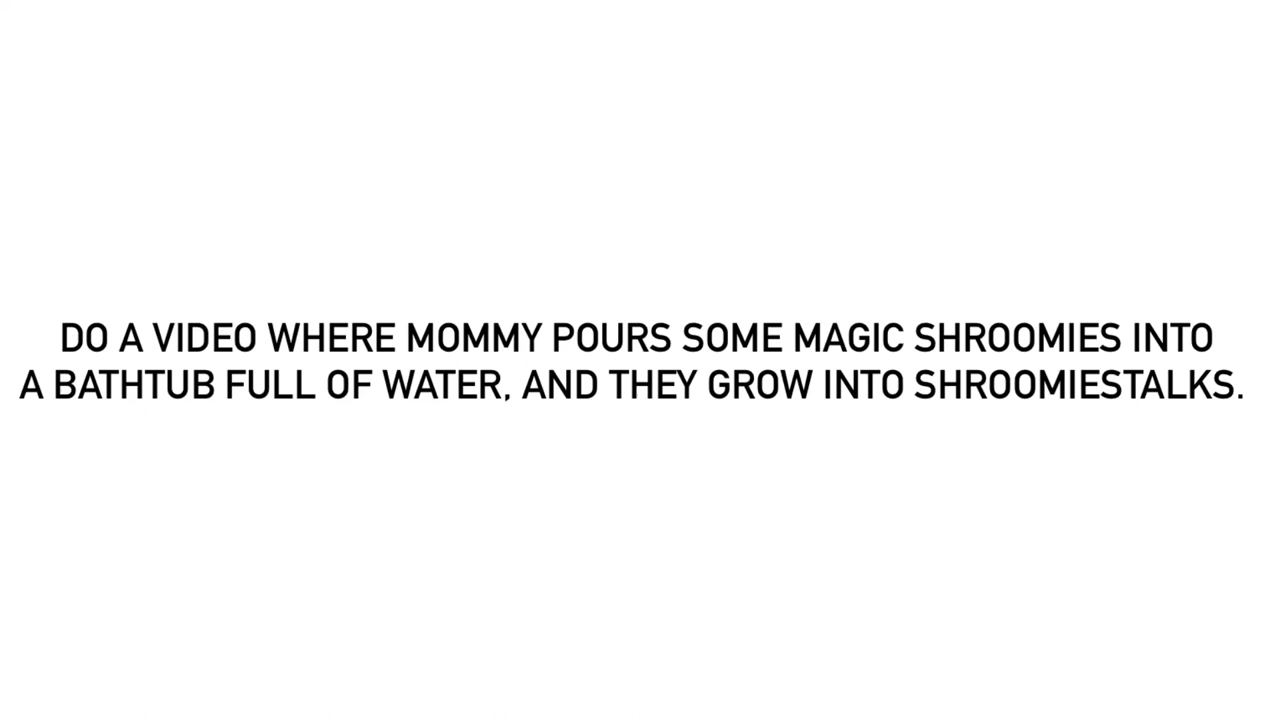 DO A VIDEO WHERE MOMMY POURS SOME MAGIC SHROOMIES INTO
A BATHTUB FULL OF WATER, AND THEY GROW INTO SHROOMIESTALKS.